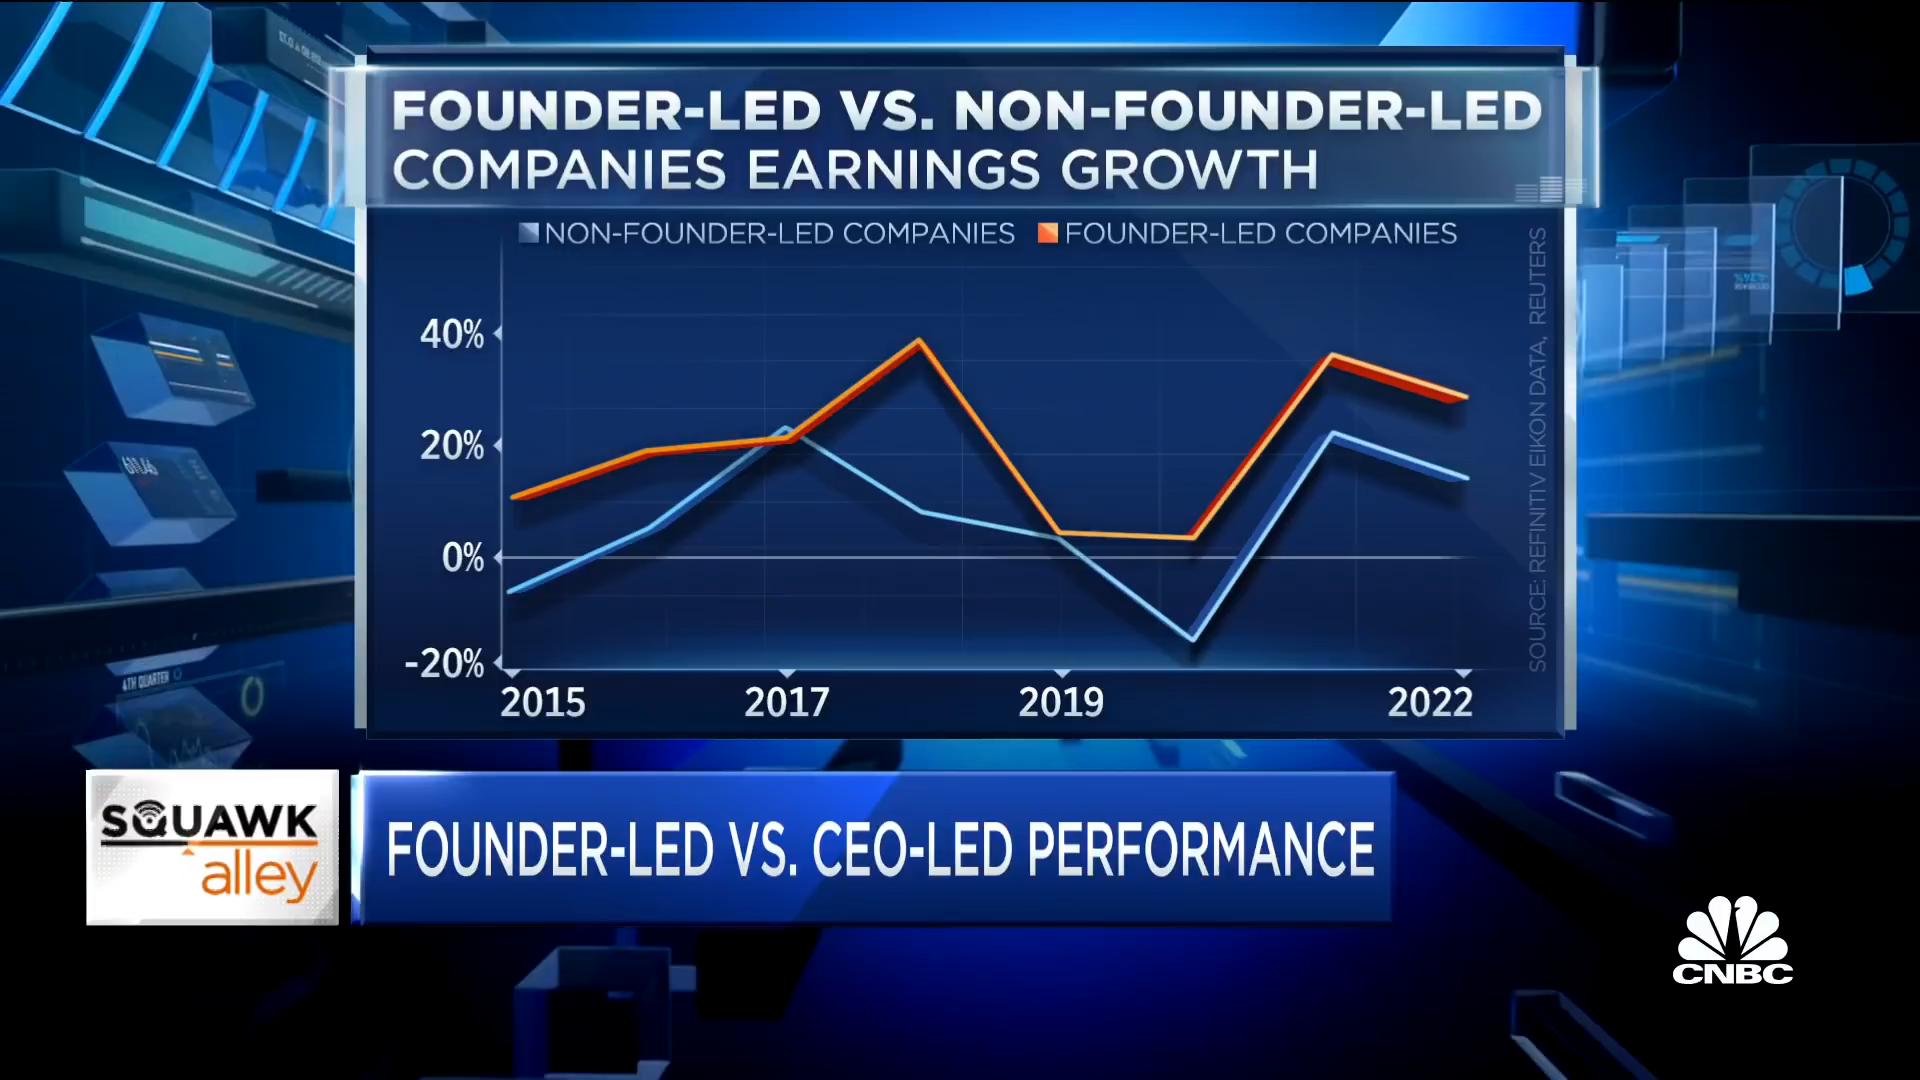 FOUNDER-LED VS. NON-FOUNDER-LED
COMPANIES EARNINGS GROWTH
NON-FOUNDER-LED COMPANIES
FOUNDER-LED COMPANIES
40%
20%
0%
-20%
2015
2017
2019
2022
SOURCE: REFINITIV EIKON DATA, REUTERS
4TH QUARTER
SQUAWK
alley
FOUNDER-LED VS. CEO-LED PERFORMANCE
CNBC